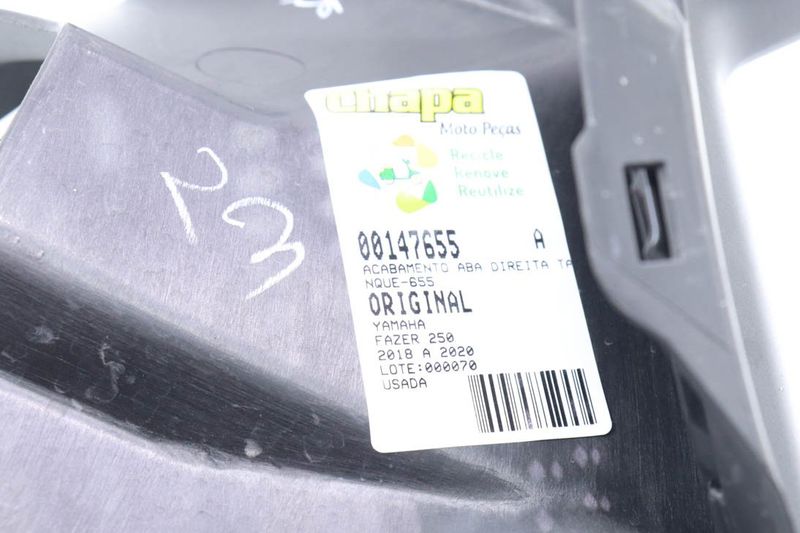 Chapa
Moto Peças
Recicle
Renove
Reutilize
00147655 A
ACABAMENTO ABA DIREITA TA
NQUE-655
ORIGINAL
YAMAHA
FAZER 250
2018 A 2020
LOTE:000070
USADA
23